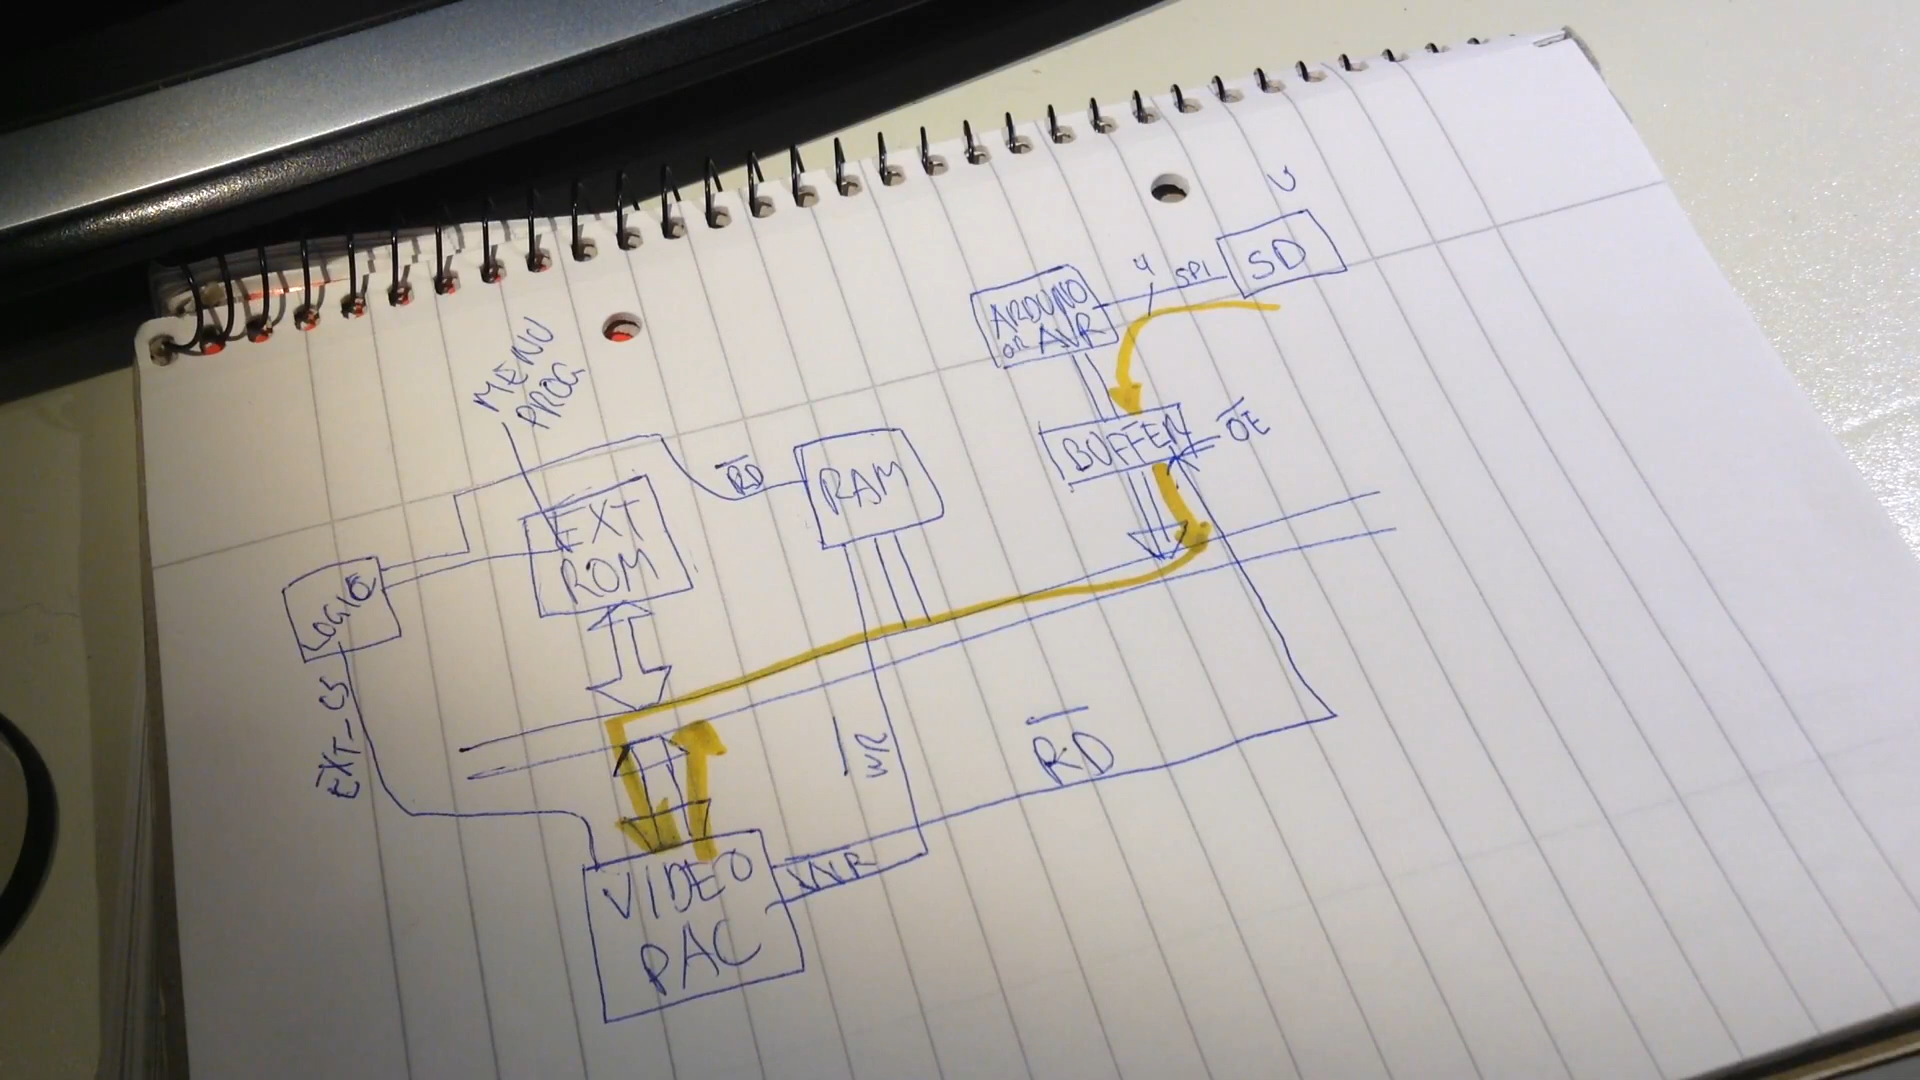 SD
4
SPI
ARDUINO
OR AVR
MENU
PROG
BUFFER
OE
RD
RAM
EXT
ROM
LOGIC
EXT_CS
WR
RD
WR
VIDEO
PAC